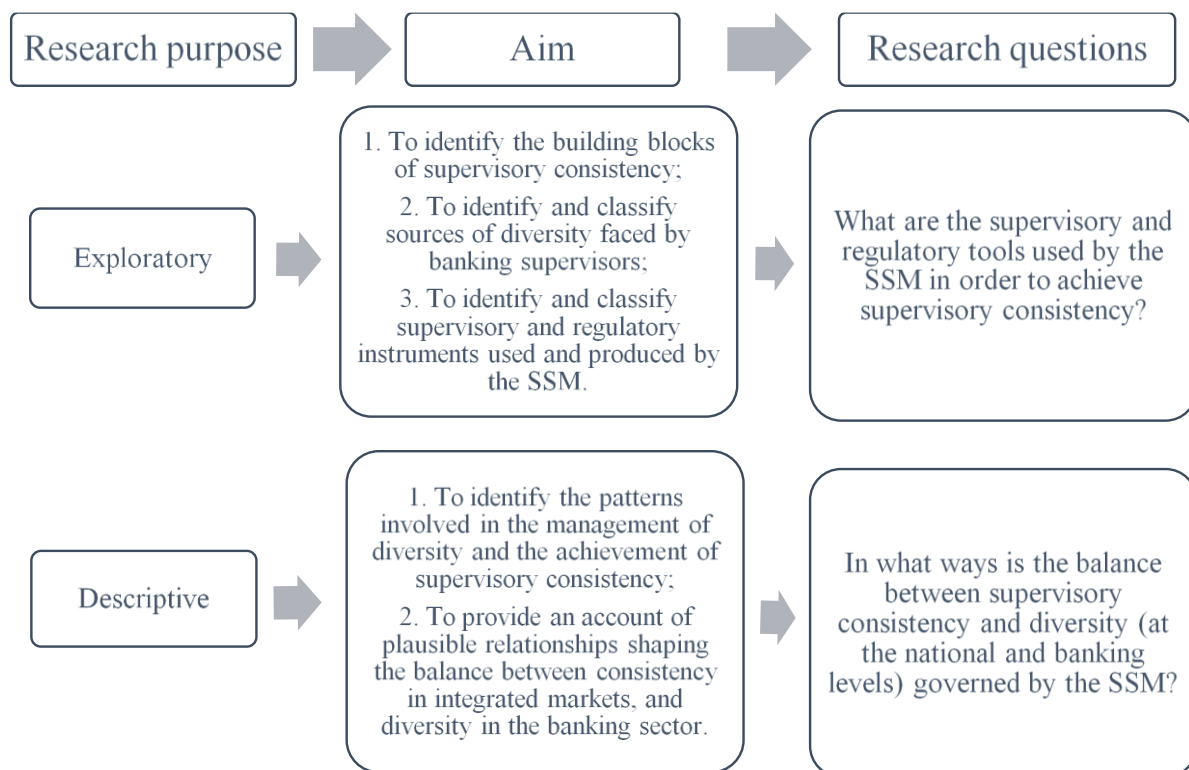 Research purpose
Aim
Research questions
Exploratory
1. To identify the building blocks
of supervisory consistency;
2. To identify and classify
sources of diversity faced by
banking supervisors;
3. To identify and classify
supervisory and regulatory
instruments used and produced by
the SSM.
What are the supervisory and
regulatory tools used by the
SSM in order to achieve
supervisory consistency?
Descriptive
1. To identify the patterns
involved in the management of
diversity and the achievement of
supervisory consistency;
2. To provide an account of
plausible relationships shaping
the balance between consistency
in integrated markets, and
diversity in the banking sector.
In what ways is the balance
between supervisory
consistency and diversity (at
the national and banking
levels) governed by the SSM?